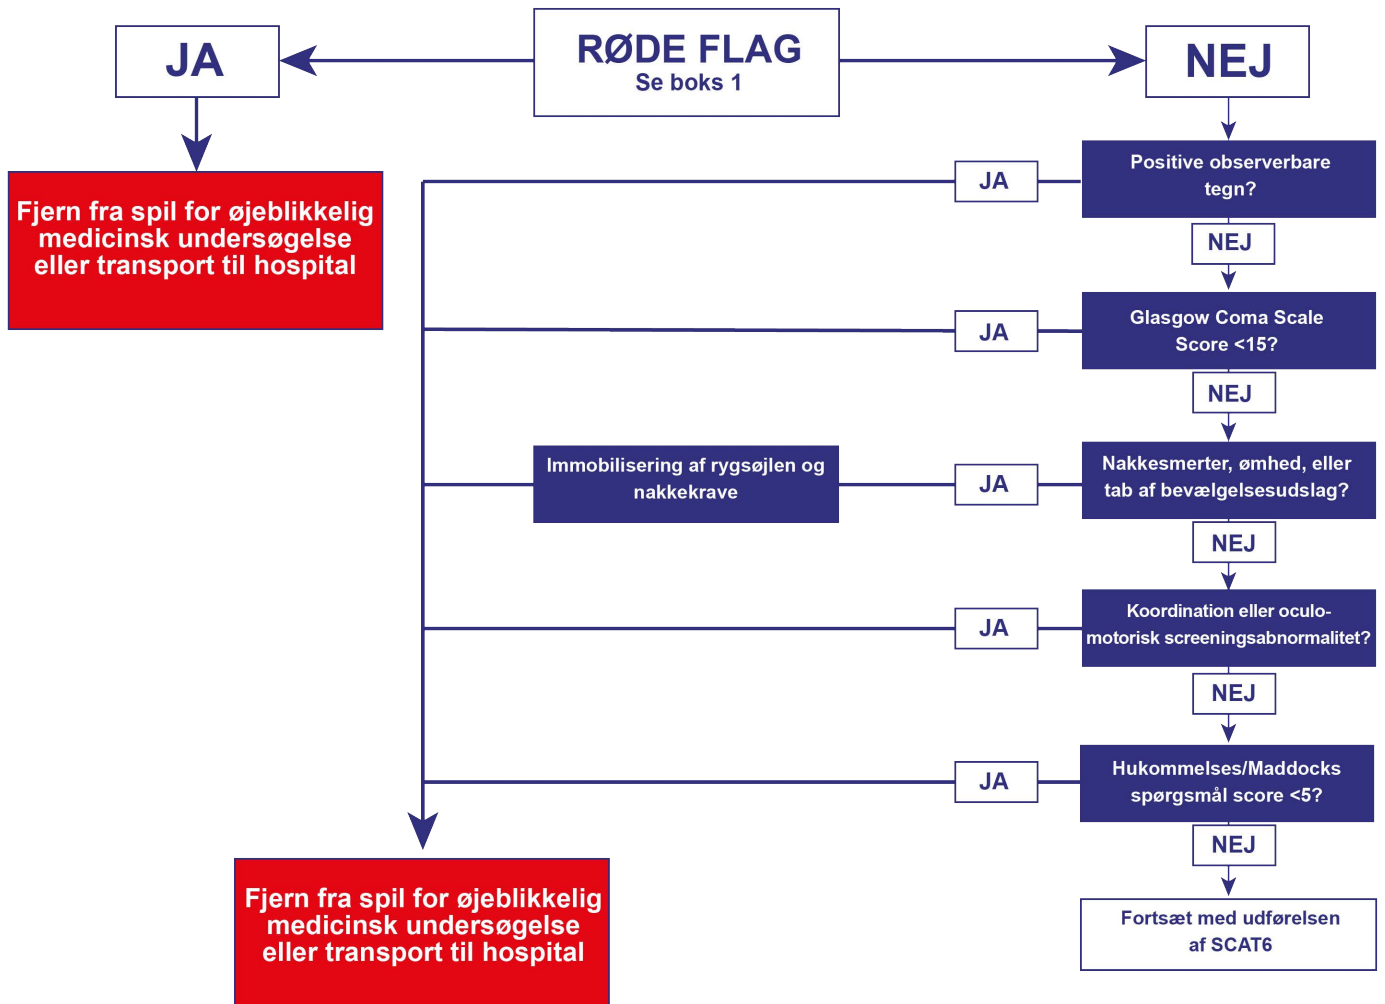 JA
RØDE FLAG
Se boks 1
NEJ
Fjern fra spil for øjeblikkelig
medicinsk undersøgelse
eller transport til hospital
JA
Positive observerbare
tegn?
NEJ
JA
Glasgow Coma Scale
Score <15?
NEJ
Immobilisering af rygsøjlen og
nakkekrave
JA
Nakkesmerter, ømhed, eller
tab af bevælgelsesudslag?
NEJ
JA
Koordination eller oculo-
motorisk screeningsabnormalitet?
NEJ
JA
Hukommelses/Maddocks
spørgsmål score <5?
NEJ
Fjern fra spil for øjeblikkelig
medicinsk undersøgelse
eller transport til hospital
Fortsæt med udførelsen
af SCAT6